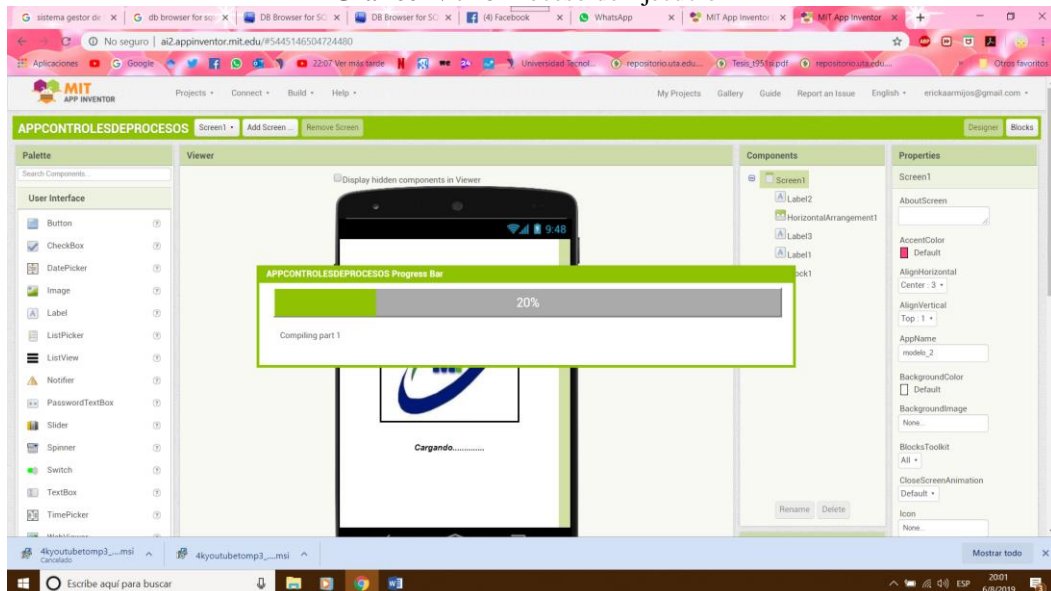 sistema gestor de
db browser for sq
DB Browser for SC
DB Browser for SC
(4) Facebook
WhatsApp
MIT App Inventor
MIT App Inventor
No seguro | ai2.appinventor.mit.edu/#5445146504724480
Aplicaciones
Google
22:07 Ver más tarde
Universidad Tecnol...
repositorio.uta.edu...
Tesis_t951si.pdf
repositorio.uta.edu...
Otros favoritos
MIT
APP INVENTOR
Projects
Connect
Build
Help
My Projects
Gallery
Guide
Report an Issue
English
erickaarmijos@gmail.com
APPCONTROLESDEPROCESOS
Screen1
Add Screen ...
Remove Screen
Designer
Blocks
Palette
Search Components...
User Interface
Button
CheckBox
DatePicker
Image
Label
ListPicker
ListView
Notifier
PasswordTextBox
Slider
Spinner
Switch
TextBox
TimePicker
WebViewer
Viewer
Display hidden components in Viewer
9:48
APPCONTROLESDEPROCESOS Progress Bar
20%
Compiling part 1
Cargando.............
Components
Screen1
Label2
HorizontalArrangement1
Label3
Label1
ock1
Rename
Delete
Properties
Screen1
AboutScreen
AccentColor
Default
AlignHorizontal
Center : 3
AlignVertical
Top : 1
AppName
modelo_2
BackgroundColor
Default
BackgroundImage
None...
BlocksToolkit
All
CloseScreenAnimation
Default
Icon
None...
4kyoutubetomp3_....msi
Cancelado
4kyoutubetomp3_....msi
Mostrar todo
Escribe aquí para buscar
ESP
20:01
6/8/2019